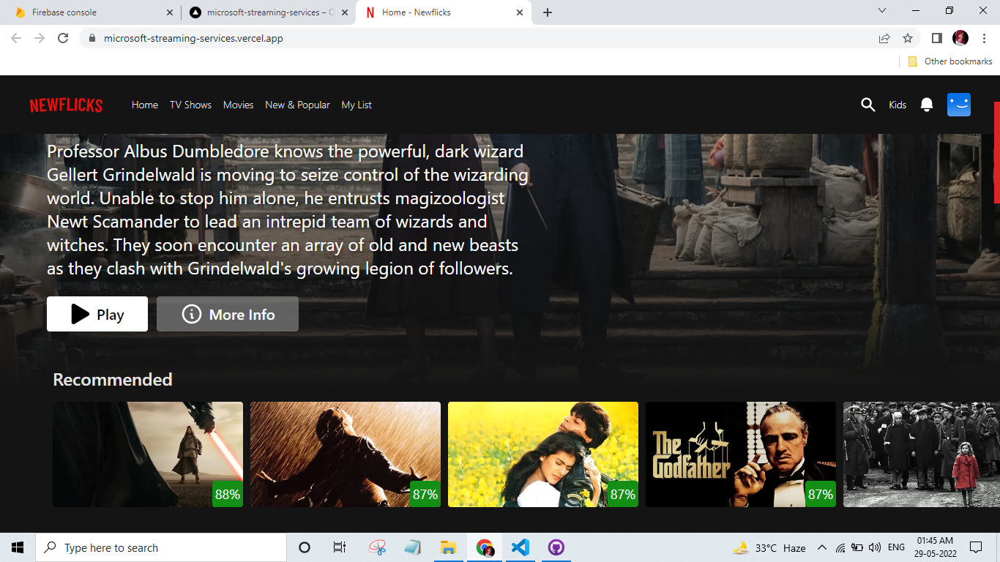 Firebase console
microsoft-streaming-services – O
Home - Newflicks
microsoft-streaming-services.vercel.app
Other bookmarks
NEWFLICKS
Home
TV Shows
Movies
New & Popular
My List
Kids
Professor Albus Dumbledore knows the powerful, dark wizard
Gellert Grindelwald is moving to seize control of the wizarding
world. Unable to stop him alone, he entrusts magizoologist
Newt Scamander to lead an intrepid team of wizards and
witches. They soon encounter an array of old and new beasts
as they clash with Grindelwald's growing legion of followers.
Play
More Info
Recommended
The
Godfather
88%
87%
87%
87%
Type here to search
33°C Haze
ENG
01:45 AM
29-05-2022